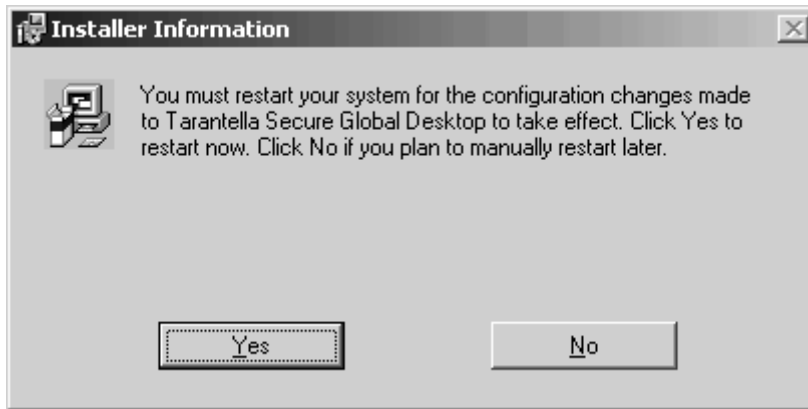 Installer Information
You must restart your system for the configuration changes made
to Tarantella Secure Global Desktop to take effect. Click Yes to
restart now. Click No if you plan to manually restart later.
Yes
No